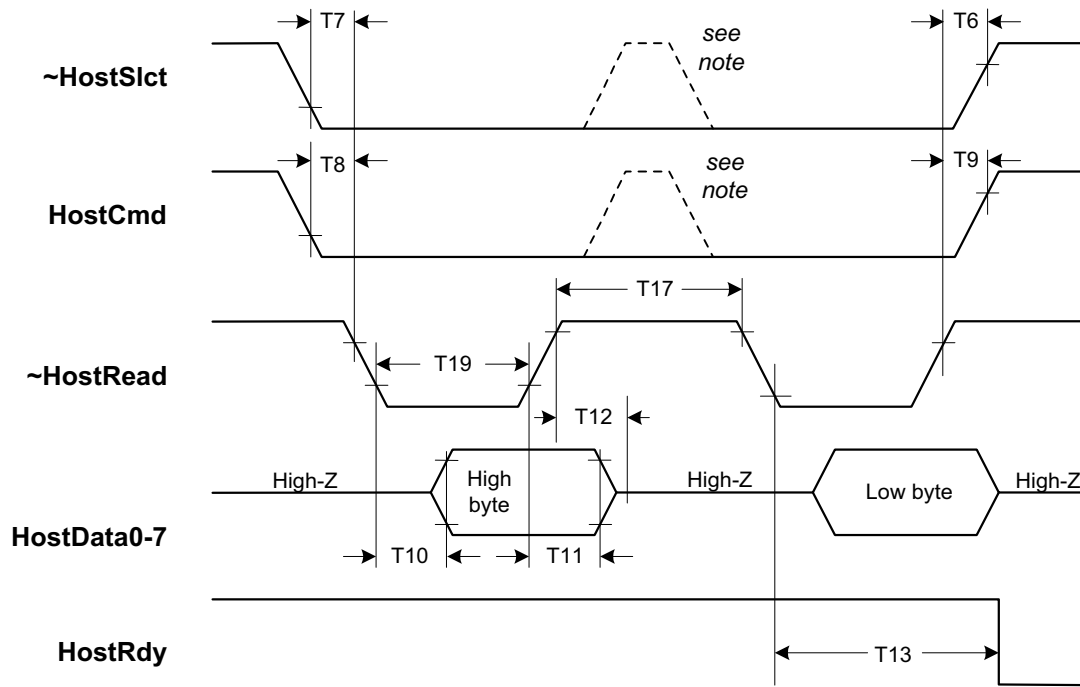 T7
T6
see
note
~HostSlct
T8
T9
see
note
HostCmd
T17
T19
~HostRead
T12
High-Z
High
byte
High-Z
Low byte
High-Z
HostData0-7
T10
T11
HostRdy
T13